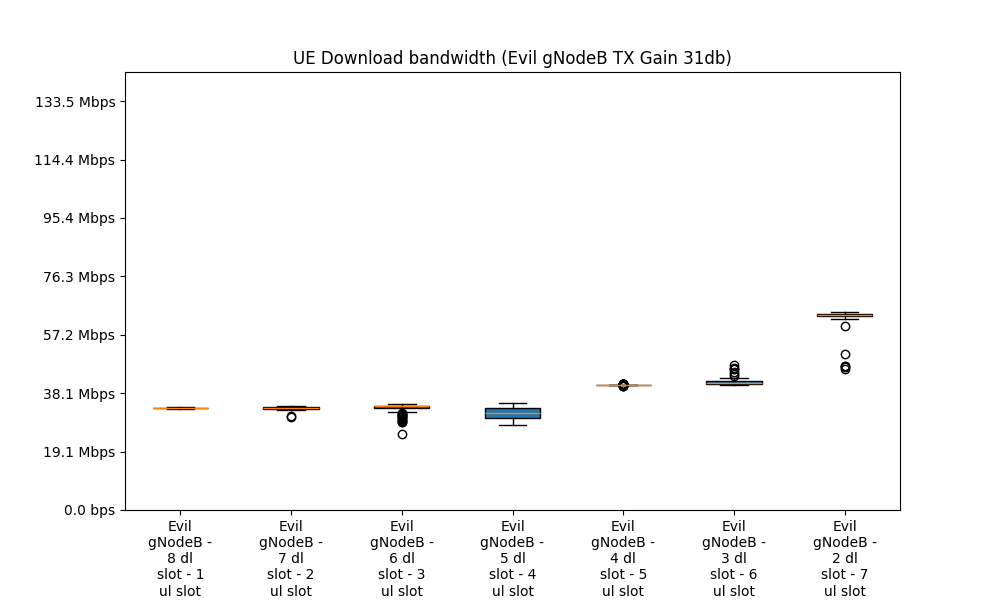 UE Download bandwidth (Evil gNodeB TX Gain 31db)
133.5 Mbps
114.4 Mbps
95.4 Mbps
76.3 Mbps
57.2 Mbps
38.1 Mbps
19.1 Mbps
0.0 bps
Evil
gNodeB -
8 dl
slot - 1
ul slot
Evil
gNodeB -
7 dl
slot - 2
ul slot
Evil
gNodeB -
6 dl
slot - 3
ul slot
Evil
gNodeB -
5 dl
slot - 4
ul slot
Evil
gNodeB -
4 dl
slot - 5
ul slot
Evil
gNodeB -
3 dl
slot - 6
ul slot
Evil
gNodeB -
2 dl
slot - 7
ul slot